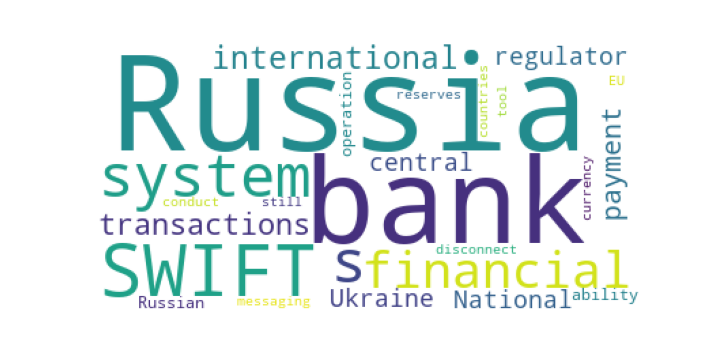 international
regulator
Russia
operation
reserves
countries
tool
EU
system
central
bank
currency
payment
conduct
still
transactions
SWIFT
s
financial
disconnect
Russian
messaging
Ukraine
National
ability